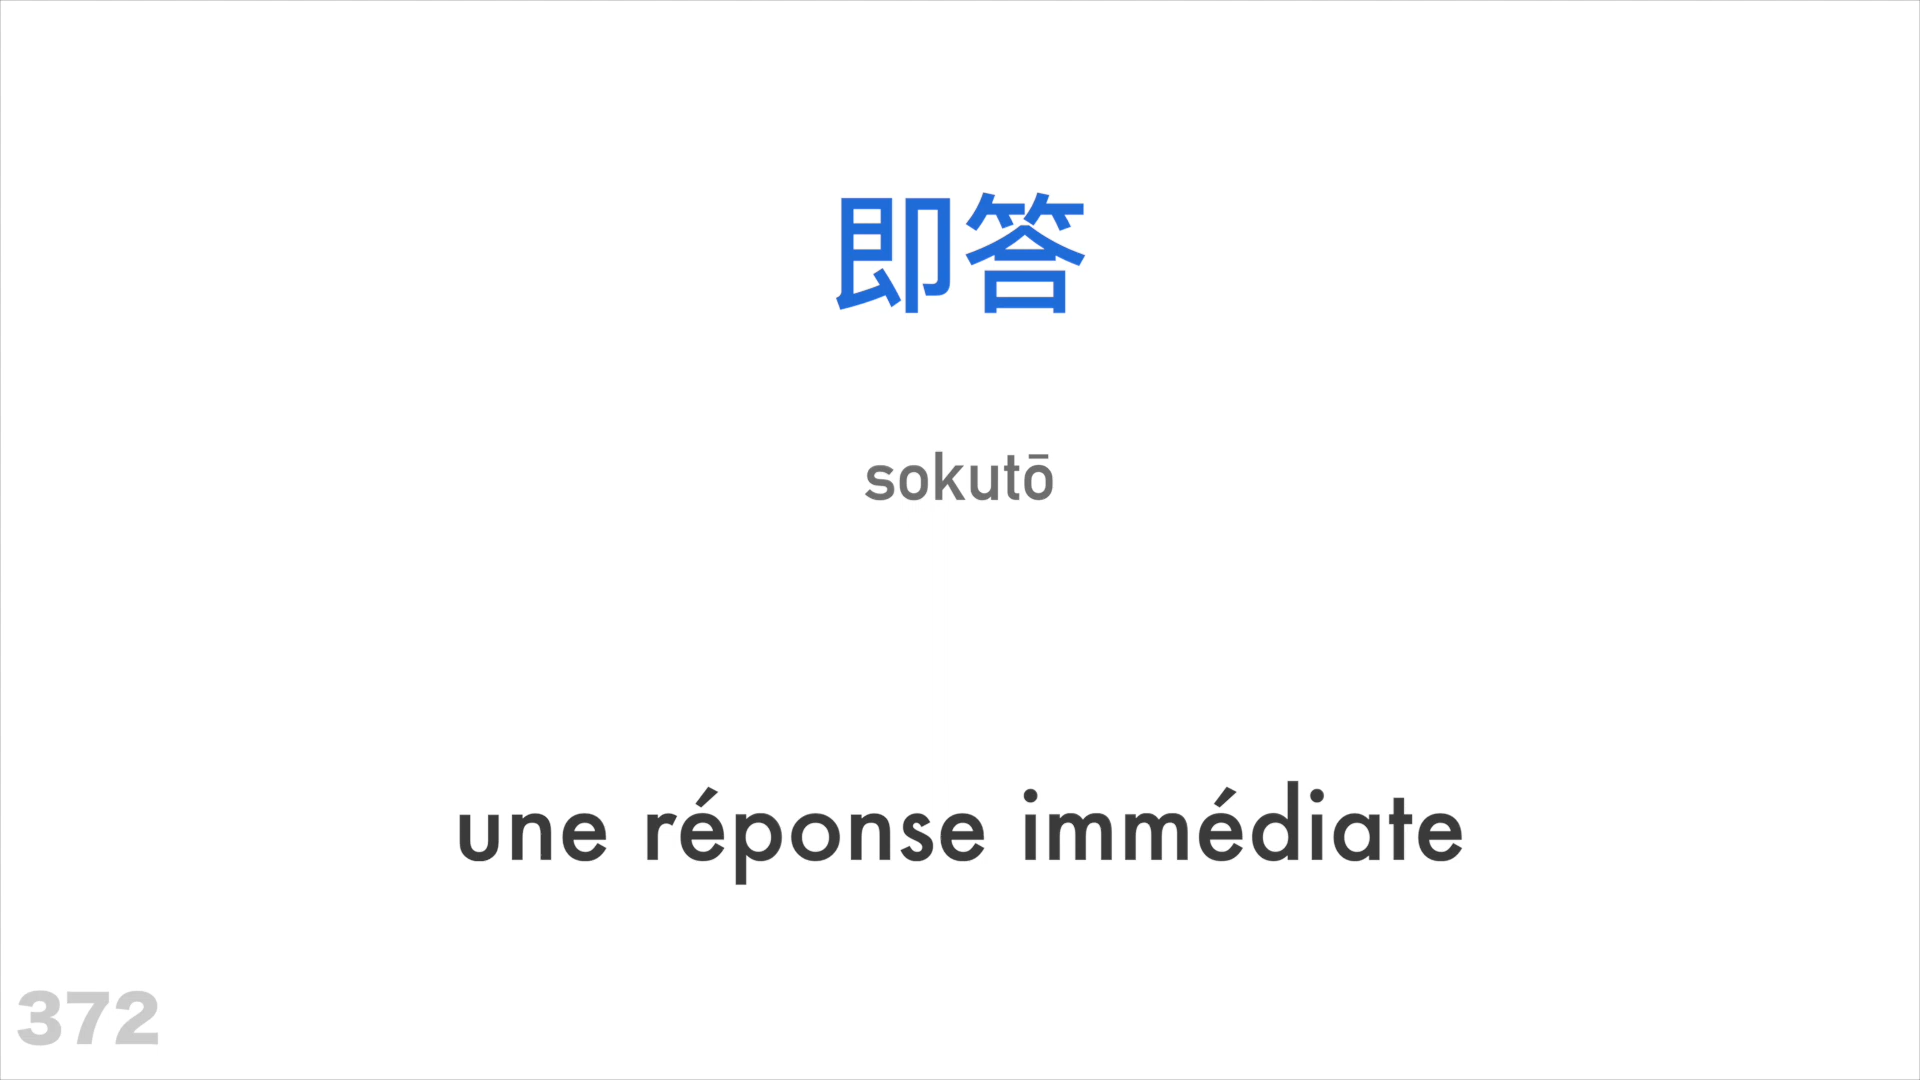 即答
sokutō
une réponse immédiate
372